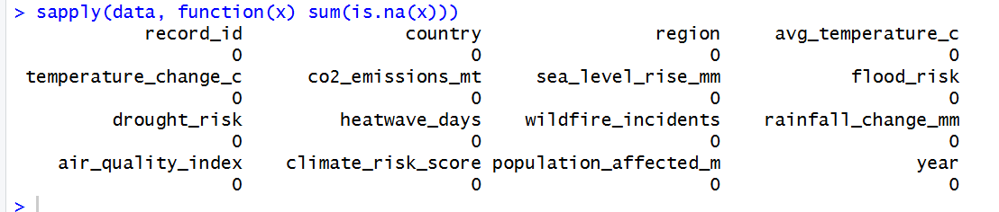 > sapply(data, function(x) sum(is.na(x)))
record_id country region avg_temperature_c
0 0 0 0
temperature_change_c co2_emissions_mt sea_level_rise_mm flood_risk
0 0 0 0
drought_risk heatwave_days wildfire_incidents rainfall_change_mm
0 0 0 0
air_quality_index climate_risk_score population_affected_m year
0 0 0 0
>